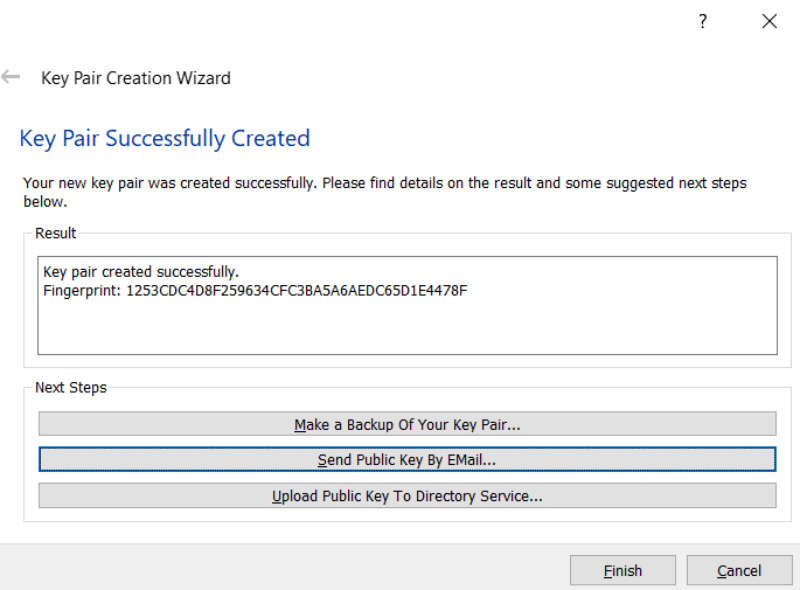 ?
Key Pair Creation Wizard
Key Pair Successfully Created
Your new key pair was created successfully. Please find details on the result and some suggested next steps
below.
Result
Key pair created successfully.
Fingerprint: 1253CDC4D8F259634CFC3BA5A6AEDC65D1E4478F
Next Steps
Make a Backup Of Your Key Pair...
Send Public Key By EMail...
Upload Public Key To Directory Service...
Finish
Cancel